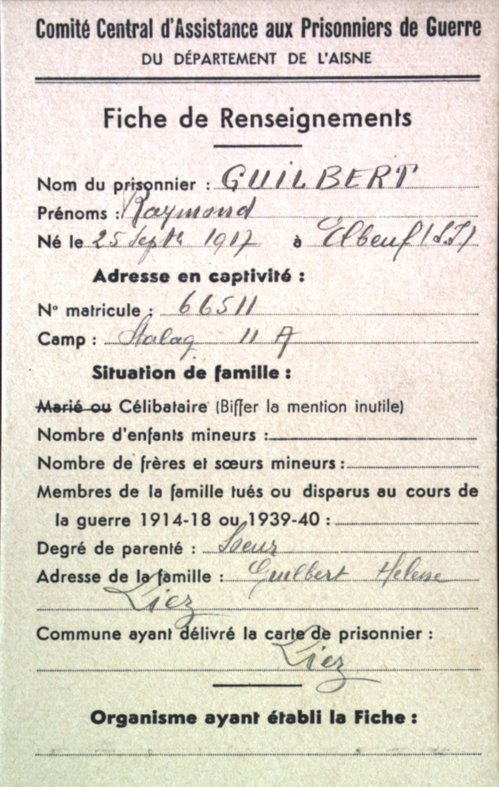 Comité Central d'Assistance aux Prisonniers de Guerre
DU DÉPARTEMENT DE L'AISNE
Fiche de Renseignements
Nom du prisonnier : GUILBERT
Prénoms : Raymond
Né le 25 Septbre 1917 à Elbeuf (S.I)
Adresse en captivité :
N° matricule : 66511
Camp : Stalag II A
Situation de famille :
Marié ou Célibataire (Biffer la mention inutile)
Nombre d'enfants mineurs :
Nombre de frères et sœurs mineurs :
Membres de la famille tués ou disparus au cours de
la guerre 1914-18 ou 1939-40 :
Degré de parenté : Soeur
Adresse de la famille : Guilbert Helene
Liez
Commune ayant délivré la carte de prisonnier :
Liez
Organisme ayant établi la Fiche :